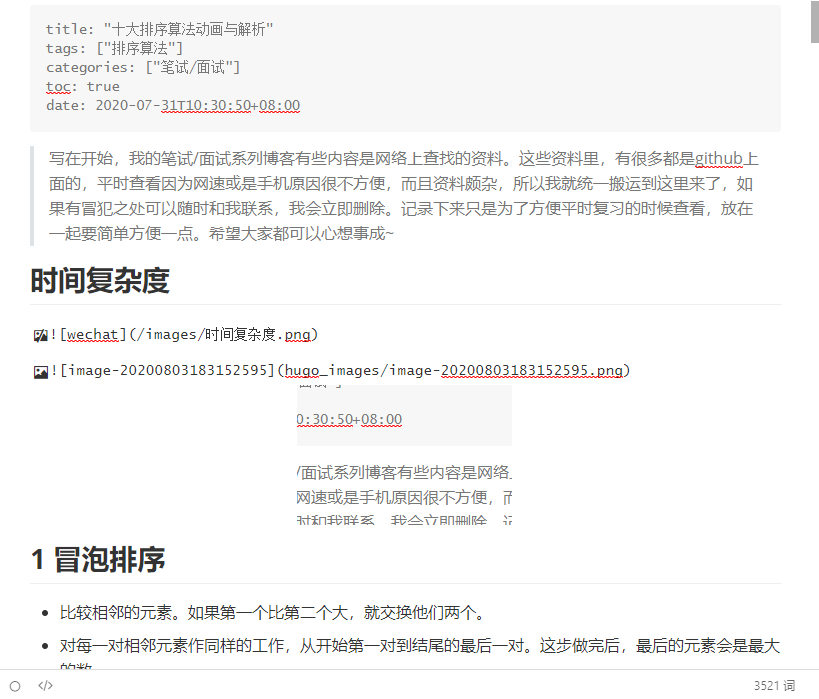 title: "十大排序算法动画与解析"
tags: ["排序算法"]
categories: ["笔试/面试"]
toc: true
date: 2020-07-31T10:30:50+08:00
写在开始，我的笔试/面试系列博客有些内容是网络上查找的资料。这些资料里，有很多都是github上
面的，平时查看因为网速或是手机原因很不方便，而且资料颇杂，所以我就统一搬运到这里来了，如
果有冒犯之处可以随时和我联系，我会立即删除。记录下来只是为了方便平时复习的时候查看，放在
一起要简单方便一点。希望大家都可以心想事成~
时间复杂度
![wechat](/images/时间复杂度.png)
![image-20200803183152595](hugo_images/image-20200803183152595.png)
0:30:50+08:00
/面试系列博客有些内容是网络
网速或是手机原因很不方便，而
时和我联系，我会立即删除。记
1 冒泡排序
比较相邻的元素。如果第一个比第二个大，就交换他们两个。
对每一对相邻元素作同样的工作，从开始第一对到结尾的最后一对。这步做完后，最后的元素会是最大
的数
3521 词